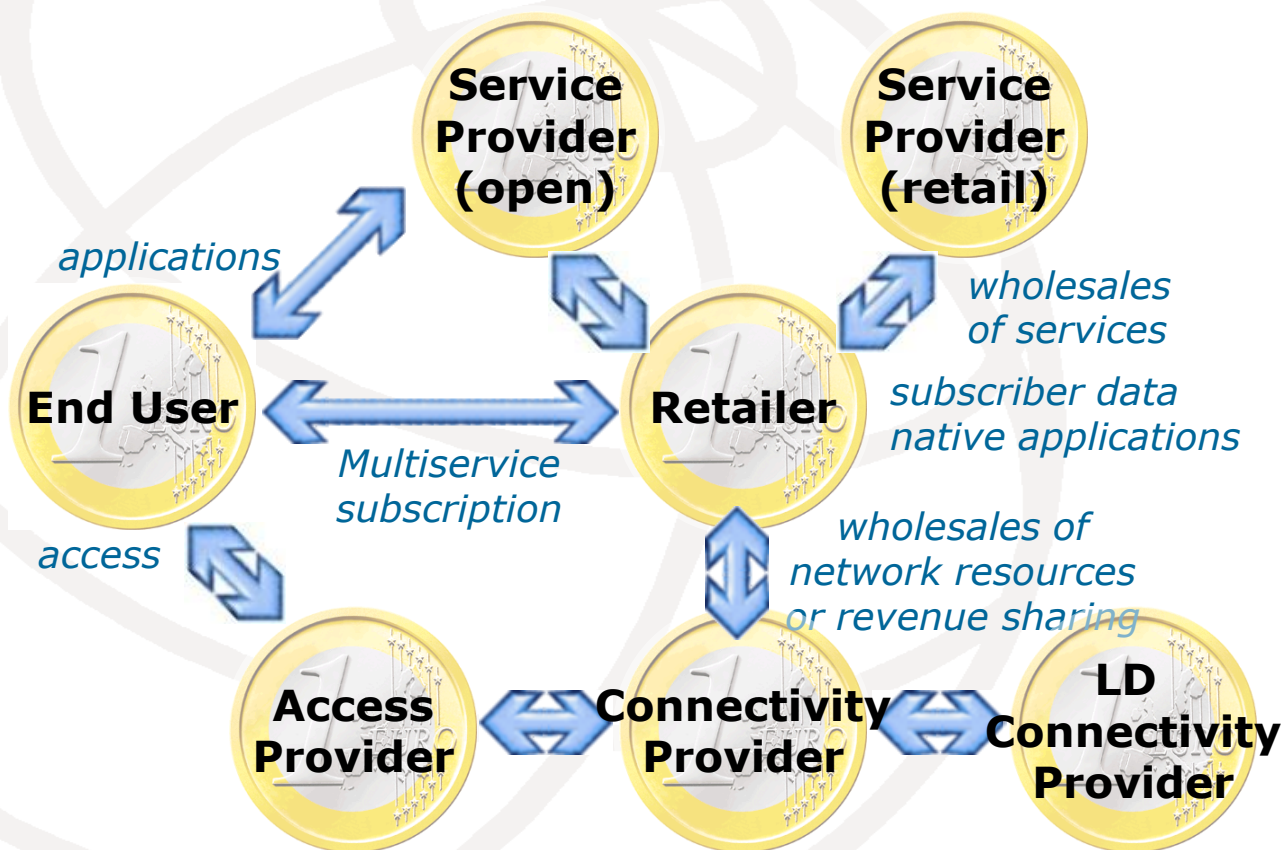 Service
Provider
(open)
Service
Provider
(retail)
applications
wholesales
of services
End User
Retailer
subscriber data
native applications
Multiservice
subscription
access
wholesales of
network resources
or revenue sharing
Access
Provider
Connectivity
Provider
LD
Connectivity
Provider